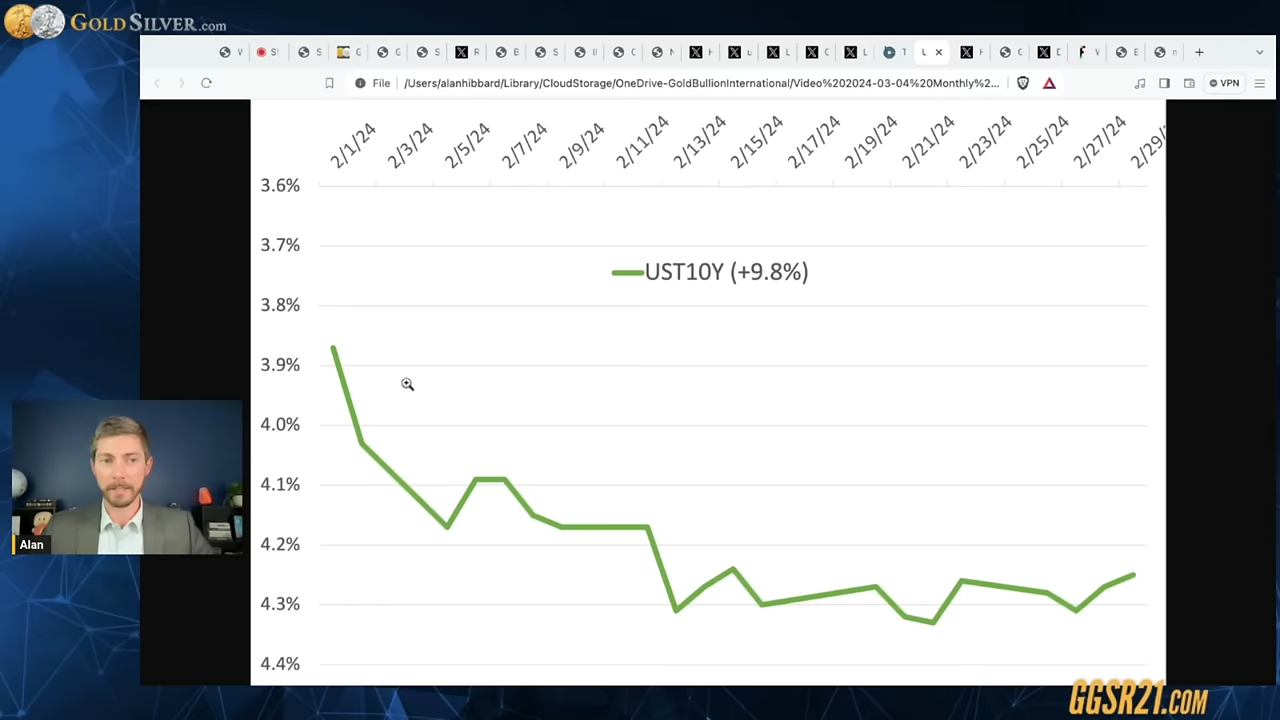 GOLDSILVER.com
File /Users/alanhibbard/Library/CloudStorage/OneDrive-GoldBullionInternational/Video%202024-03-04%20Monthly%2...
VPN
2/1/24 2/3/24 2/5/24 2/7/24 2/9/24 2/11/24 2/13/24 2/15/24 2/17/24 2/19/24 2/21/24 2/23/24 2/25/24 2/27/24 2/29/
3.6%
3.7%
UST10Y (+9.8%)
3.8%
3.9%
4.0%
4.1%
4.2%
4.3%
4.4%
Alan
GGSR21.COM